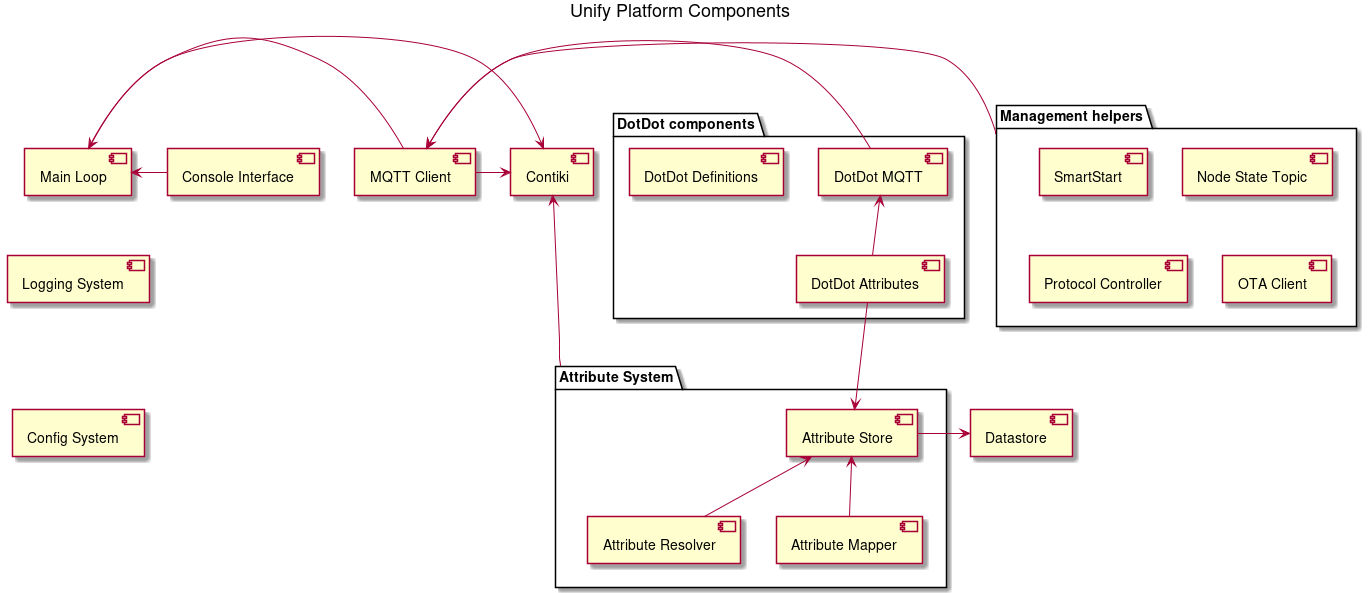 Unify Platform Components
DotDot components
Management helpers
Main Loop
Console Interface
MQTT Client
Contiki
DotDot Definitions
DotDot MQTT
SmartStart
Node State Topic
Logging System
DotDot Attributes
Protocol Controller
OTA Client
Attribute System
Config System
Attribute Store
Datastore
Attribute Resolver
Attribute Mapper